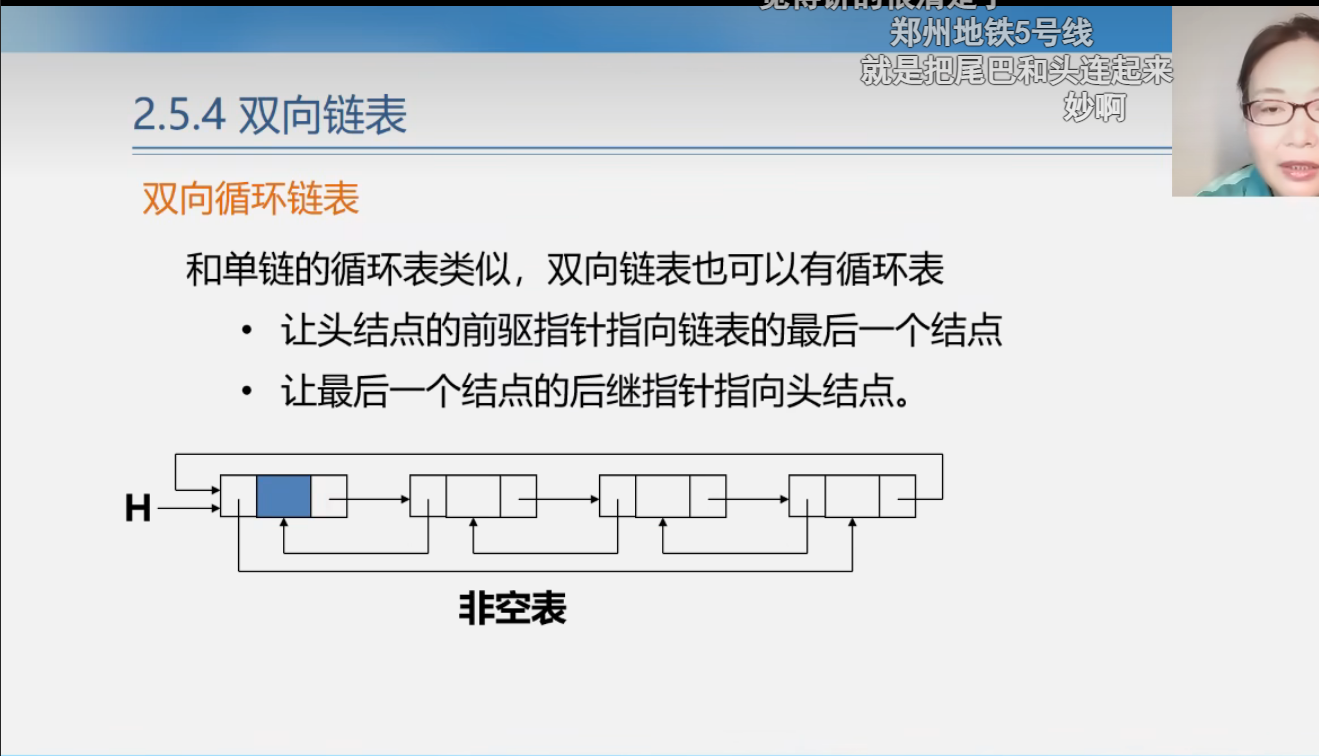 郑州地铁5号线
就是把尾巴和头连起来
妙啊
2.5.4 双向链表
双向循环链表
和单链的循环表类似，双向链表也可以有循环表
• 让头结点的前驱指针指向链表的最后一个结点
• 让最后一个结点的后继指针指向头结点。
H
非空表